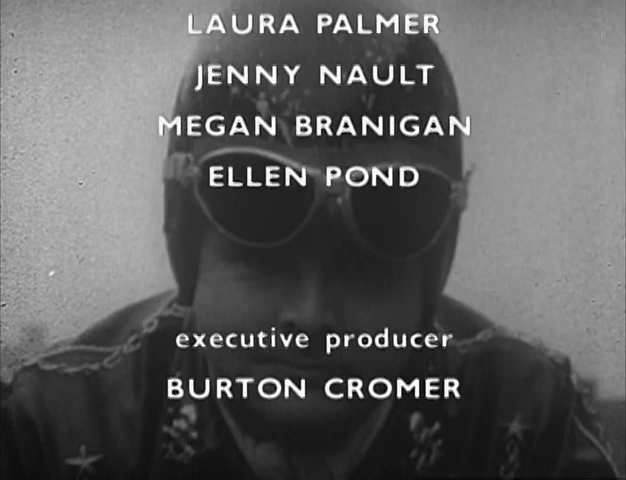 LAURA PALMER
JENNY NAULT
MEGAN BRANIGAN
ELLEN POND
executive producer
BURTON CROMER